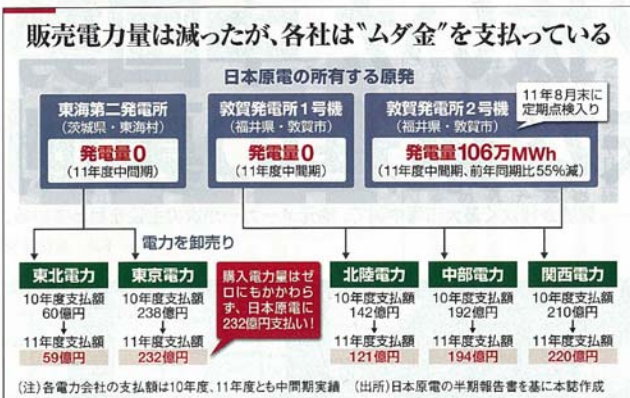 販売電力量は減ったが、各社は〝ムダ金〟を支払っている
日本原電の所有する原発
東海第二発電所
（茨城県・東海村）
発電量0
（11年度中間期）
敦賀発電所1号機
（福井県・敦賀市）
発電量0
（11年度中間期）
敦賀発電所2号機
（福井県・敦賀市）
発電量106万MWh
（11年度中間期、前年同期比55%減）
11年8月末に
定期点検入り
電力を卸売り
東北電力
10年度支払額
60億円
11年度支払額
59億円
東京電力
10年度支払額
238億円
11年度支払額
232億円
購入電力量はゼ
ロにもかかわら
ず、日本原電に
232億円支払い!
北陸電力
10年度支払額
142億円
11年度支払額
121億円
中部電力
10年度支払額
192億円
11年度支払額
194億円
関西電力
10年度支払額
210億円
11年度支払額
220億円
（注）各電力会社の支払額は10年度、11年度とも中間期実績 （出所）日本原電の半期報告書を基に本誌作成